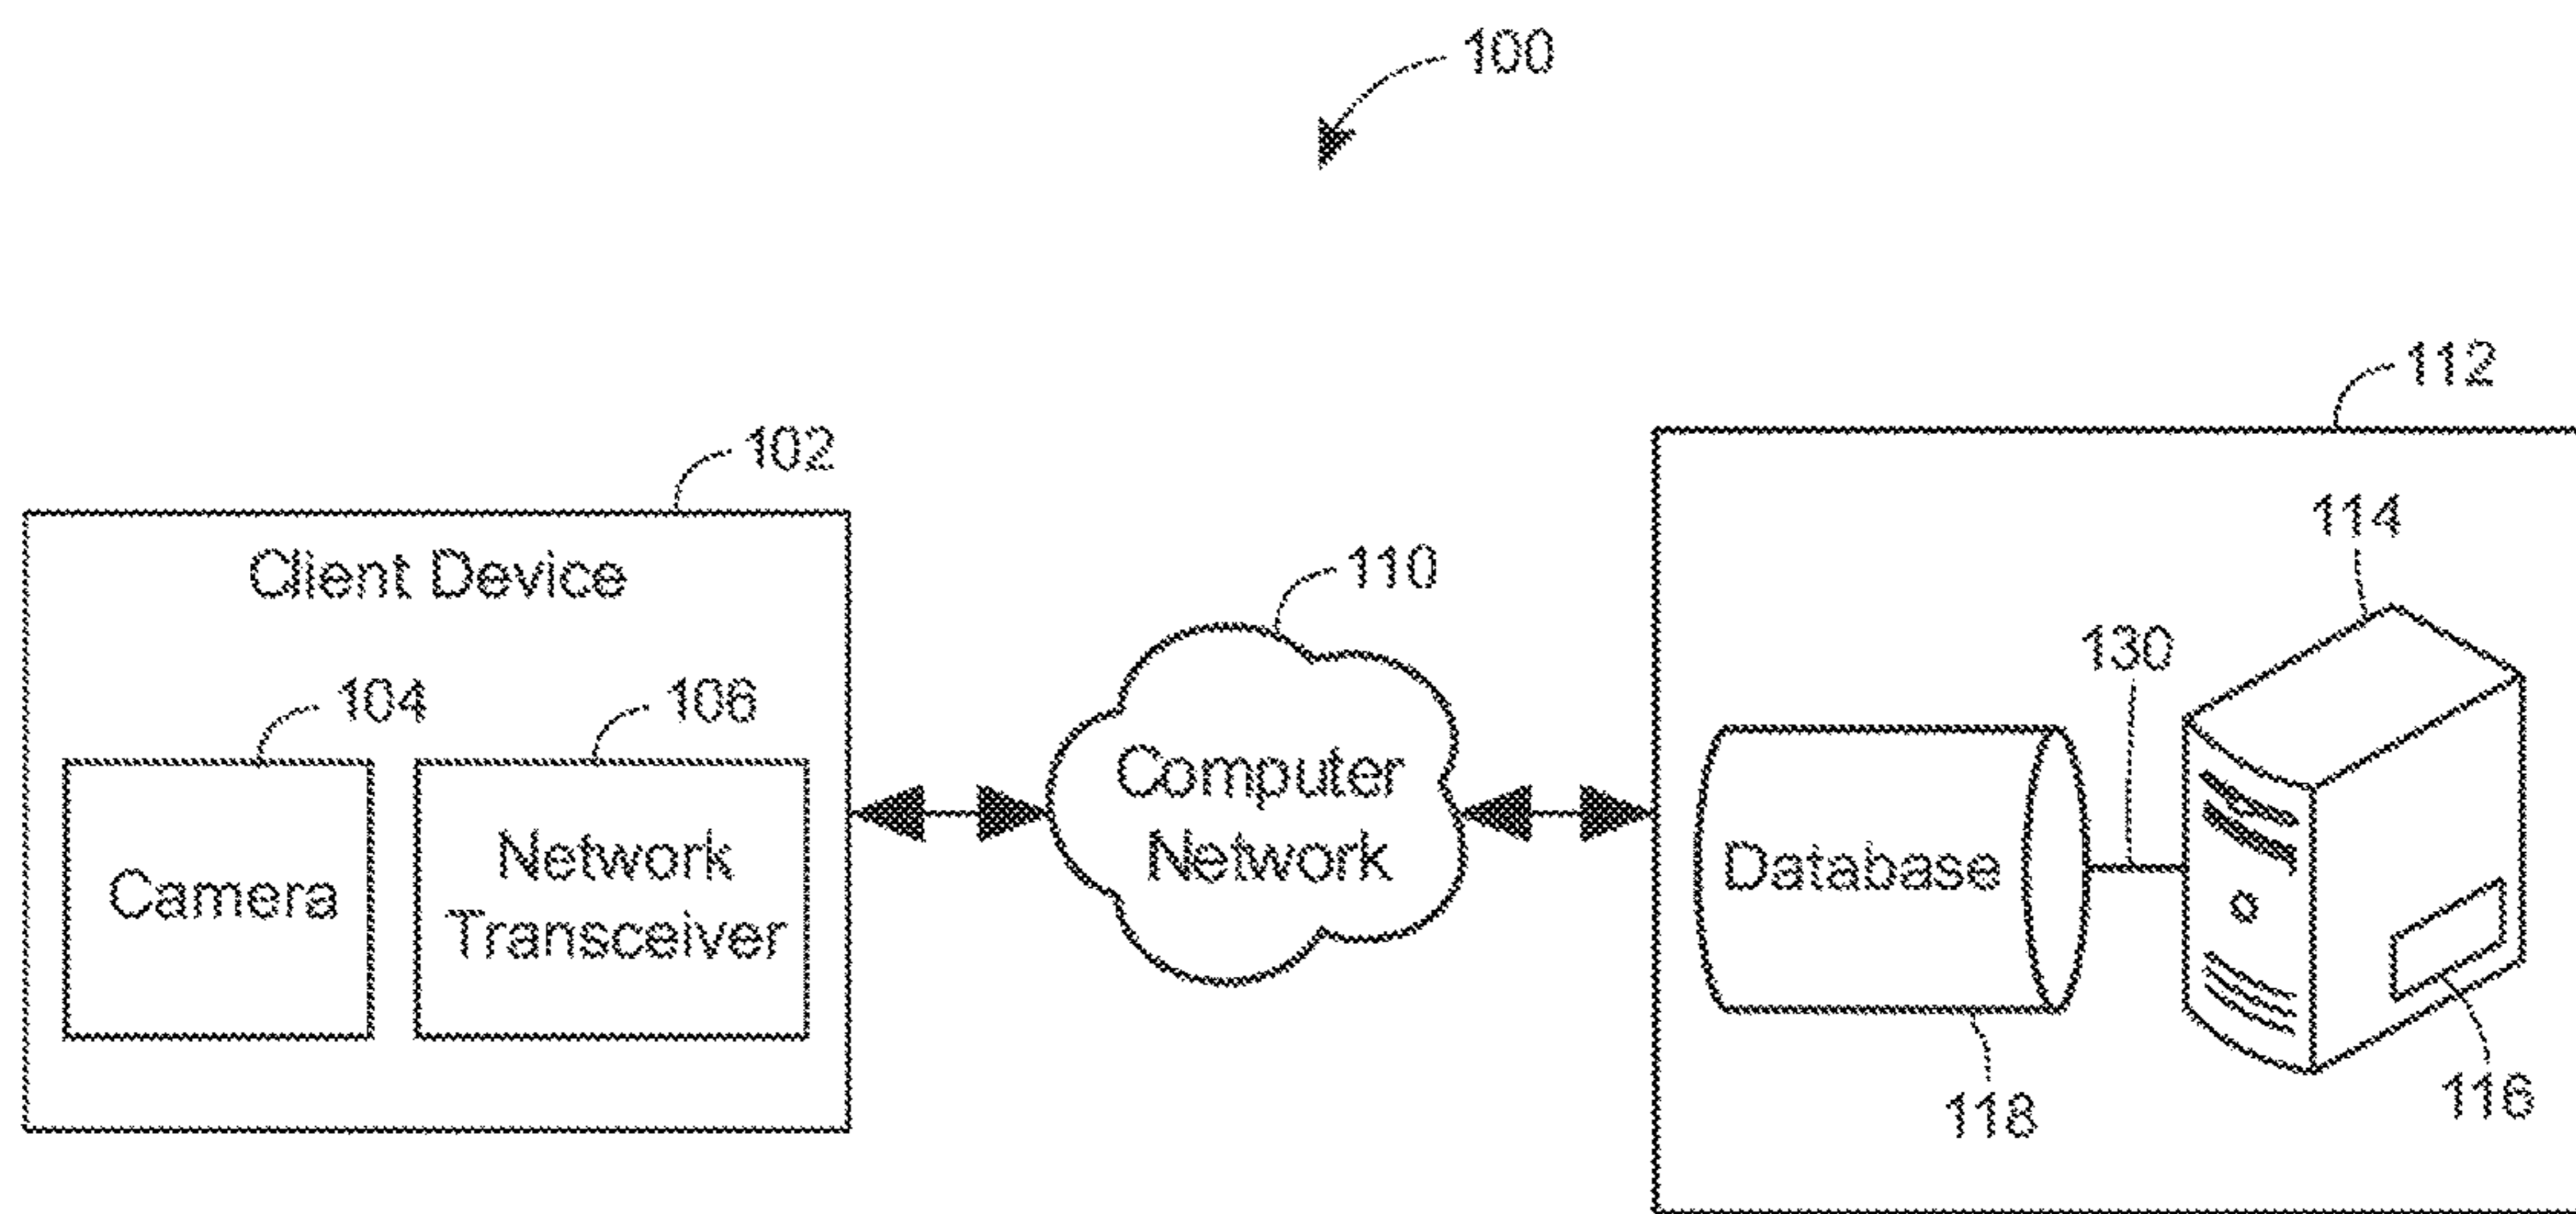 100
112
102
114
Client Device
110
130
104
106
Computer
Network
Database
Camera
Network
Transceiver
118
116